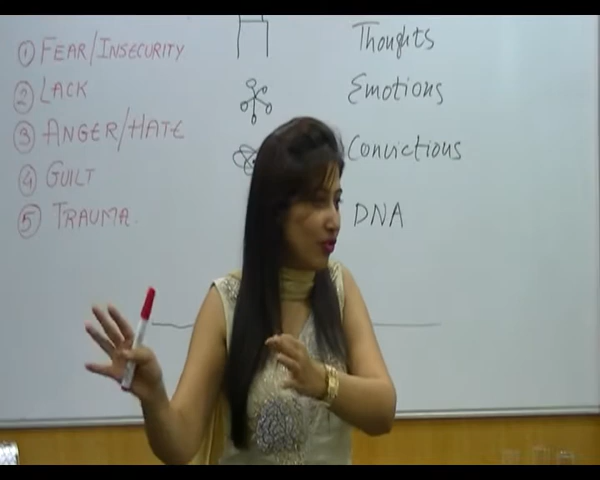 ① FEAR/INSECURITY
② LACK
③ ANGER/HATE
④ GUILT
⑤ TRAUMA.
Thoughts
Emotions
Convictions
DNA